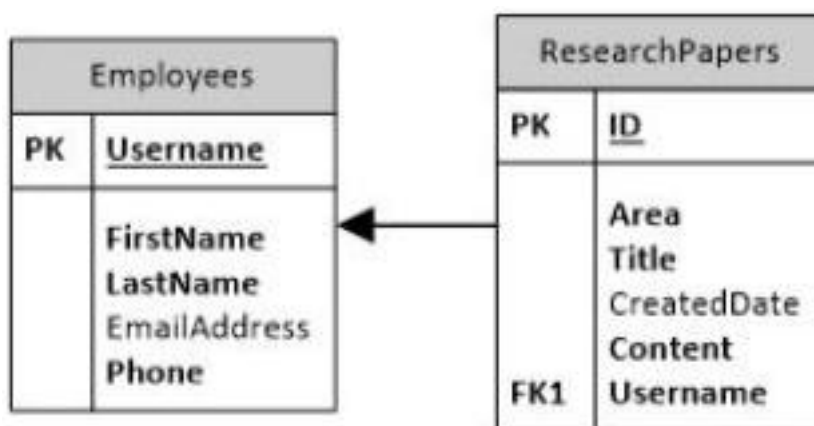 Employees
PK Username
FirstName
LastName
EmailAddress
Phone
ResearchPapers
PK ID
Area
Title
CreatedDate
Content
FK1 Username